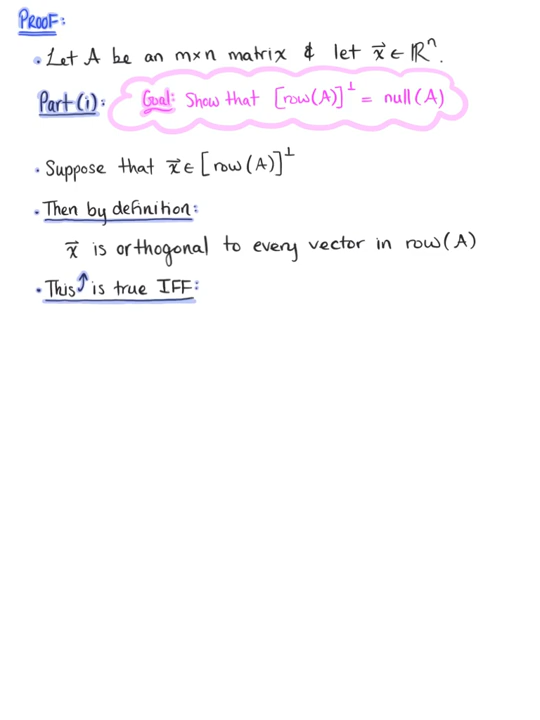 PROOF:
• Let A be an m×n matrix & let x⃗ ∈ ℝⁿ.
Part (i): Goal: Show that [row(A)]^⊥ = null(A)
• Suppose that x⃗ ∈ [row(A)]^⊥
• Then by definition:
x⃗ is orthogonal to every vector in row(A)
• This ↑ is true IFF: